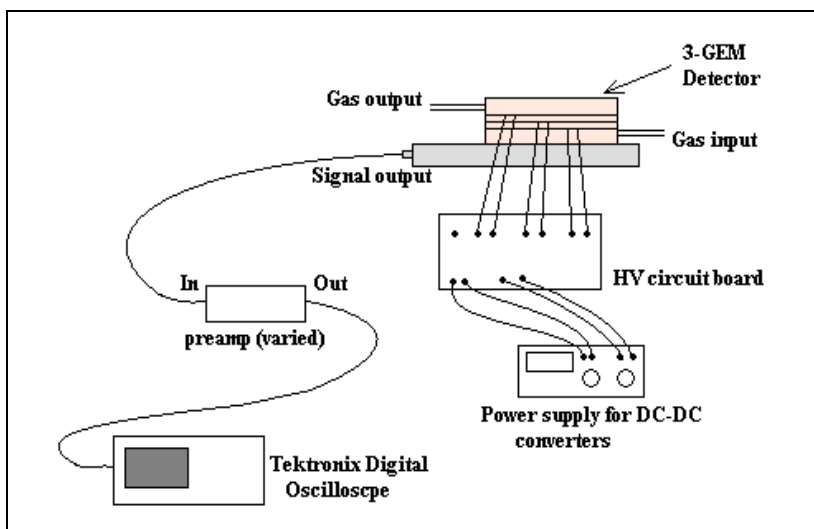 3-GEM
Detector
Gas output
Gas input
Signal output
HV circuit board
In
Out
preamp (varied)
Power supply for DC-DC
converters
Tektronix Digital
Oscilloscpe